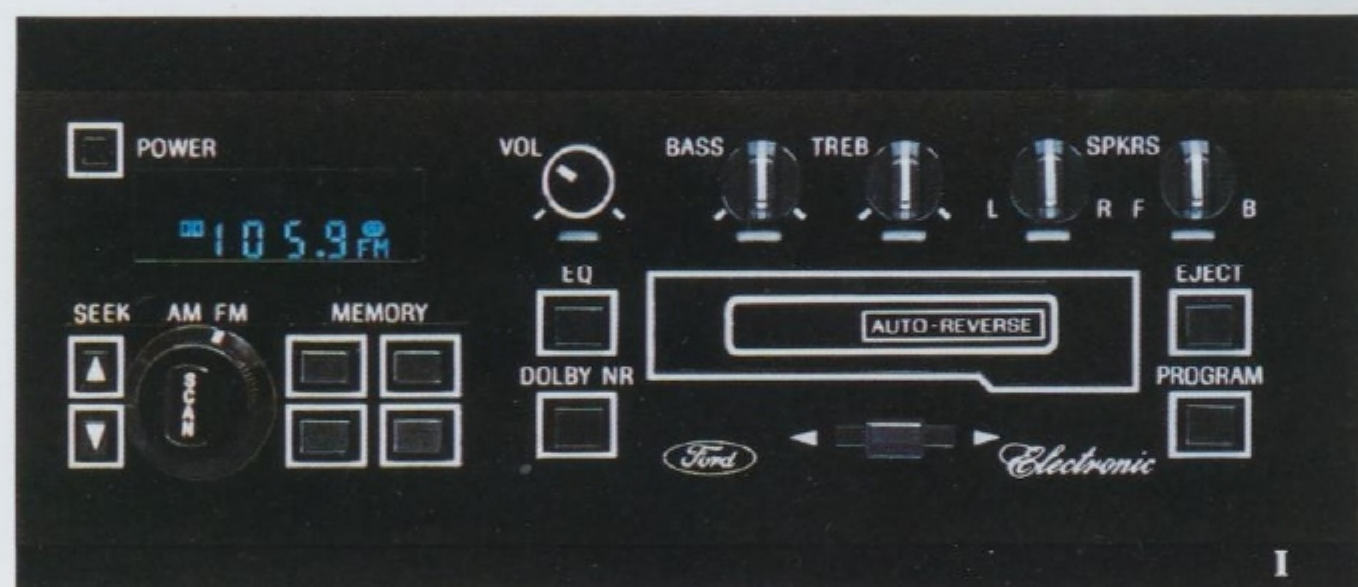 POWER
VOL BASS TREB SPKRS
L R F B
105.9 FM
EQ EJECT
SEEK AM FM MEMORY
AUTO-REVERSE
SCAN
DOLBY NR PROGRAM
Ford Electronic
I